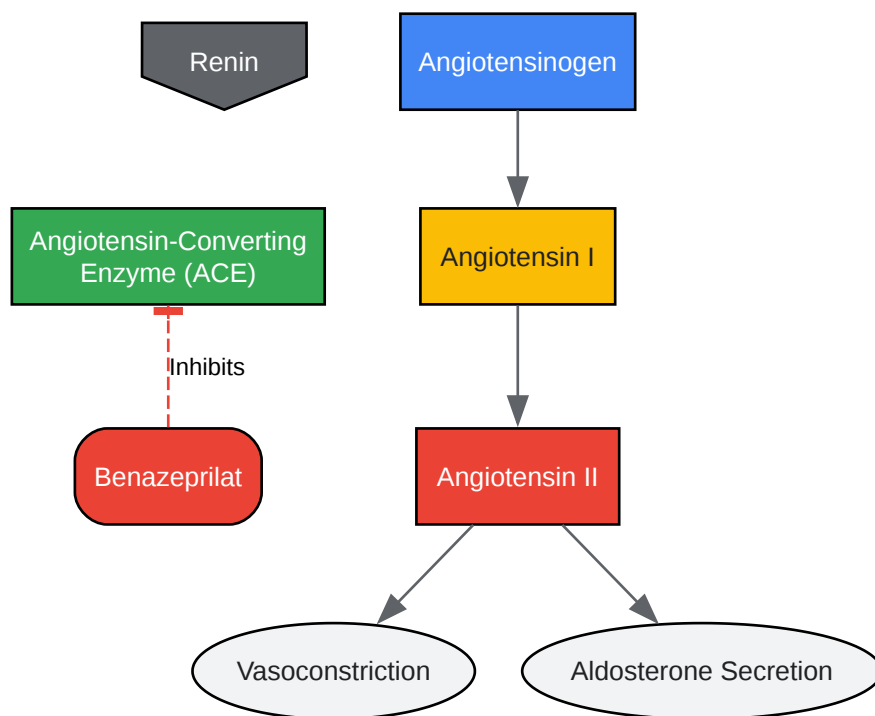 Renin
Angiotensinogen
Angiotensin-Converting
Enzyme (ACE)
Angiotensin I
Inhibits
Benazeprilat
Angiotensin II
Vasoconstriction
Aldosterone Secretion